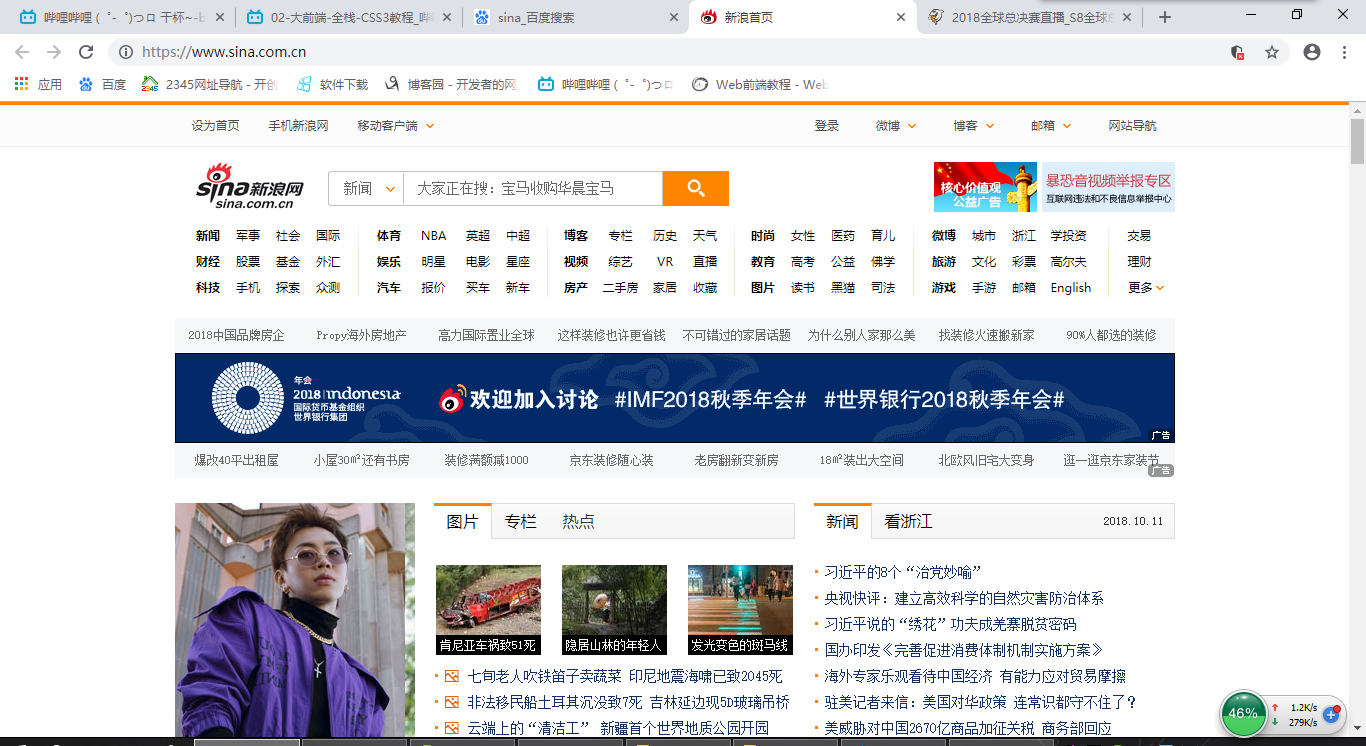 哔哩哔哩 ( ゜- ゜)つロ 干杯~-b
02-大前端-全栈-CSS3教程_哔
sina_百度搜索
新浪首页
2018全球总决赛直播_S8全球总
https://www.sina.com.cn
应用 百度 2345网址导航 - 开创 软件下载 博客园 - 开发者的网 哔哩哔哩 ( ゜- ゜)つロ Web前端教程 - Web
设为首页 手机新浪网 移动客户端 登录 微博 博客 邮箱 网站导航
sina新浪网
sina.com.cn
新闻 大家正在搜：宝马收购华晨宝马
核心价值观
公益广告
暴恐音视频举报专区
互联网违法和不良信息举报中心
新闻 军事 社会 国际 体育 NBA 英超 中超 博客 专栏 历史 天气 时尚 女性 医药 育儿 微博 城市 浙江 学投资 交易
财经 股票 基金 外汇 娱乐 明星 电影 星座 视频 综艺 VR 直播 教育 高考 公益 佛学 旅游 文化 彩票 高尔夫 理财
科技 手机 探索 众测 汽车 报价 买车 新车 房产 二手房 家居 收藏 图片 读书 黑猫 司法 游戏 手游 邮箱 English 更多
2018中国品牌房企 Propy海外房地产 高力国际置业全球 这样装修也许更省钱 不可错过的家居话题 为什么别人家那么美 找装修火速搬新家 90%人都选的装修
年会
2018 indonesia
国际货币基金组织
世界银行集团
欢迎加入讨论 #IMF2018秋季年会# #世界银行2018秋季年会#
广告
爆改40平出租屋 小屋30㎡还有书房 装修满额减1000 京东装修随心装 老房翻新变新房 18㎡装出大空间 北欧风旧宅大变身 逛一逛京东家装节
广告
图片 专栏 热点
肯尼亚车祸致51死 隐居山林的年轻人 发光变色的斑马线
七旬老人吹铁笛子卖蔬菜 印尼地震海啸已致2045死
非法移民船土耳其沉没致7死 吉林延边现5D玻璃吊桥
云端上的“清洁工” 新疆首个世界地质公园开园
新闻 看浙江 2018.10.11
习近平的8个“治党妙喻”
央视快评：建立高效科学的自然灾害防治体系
习近平说的“绣花”功夫成羌寨脱贫密码
国办印发《完善促进消费体制机制实施方案》
海外专家乐观看待中国经济 有能力应对贸易摩擦
驻美记者来信：美国对华政策 连常识都守不住了？
美威胁对中国2670亿商品加征关税 商务部回应
46% 1.2K/s
279K/s